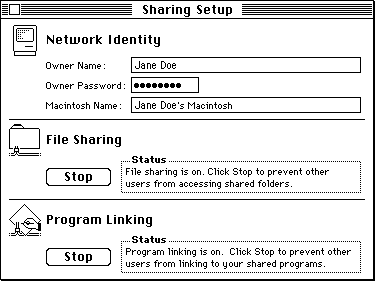 Sharing Setup
Network Identity
Owner Name: Jane Doe
Owner Password: ●●●●●●●●
Macintosh Name: Jane Doe's Macintosh
File Sharing
Status
Stop
File sharing is on. Click Stop to prevent other
users from accessing shared folders.
Program Linking
Status
Stop
Program linking is on. Click Stop to prevent other
users from linking to your shared programs.